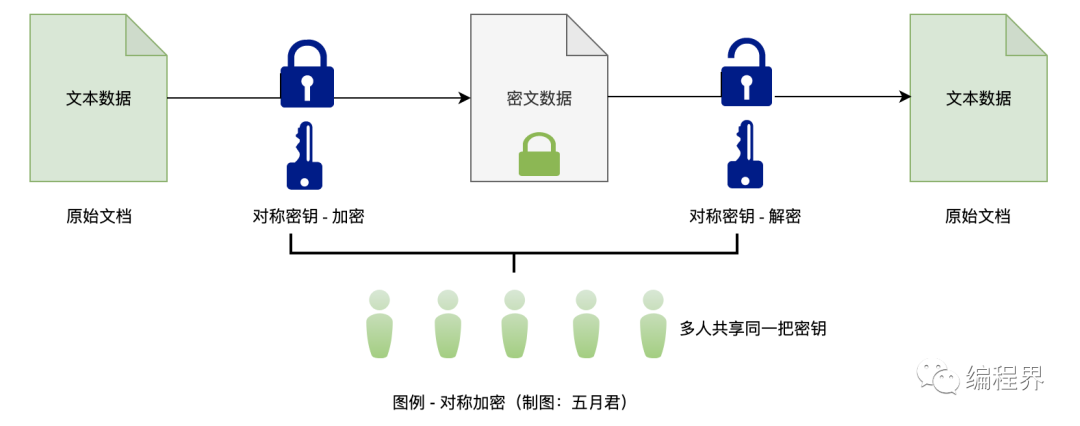 文本数据
密文数据
文本数据
原始文档
对称密钥 - 加密
对称密钥 - 解密
原始文档
多人共享同一把密钥
编程界
图例 - 对称加密（制图：五月君）